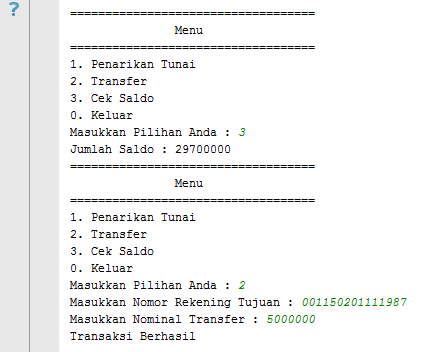 ?
===================================
Menu
===================================
1. Penarikan Tunai
2. Transfer
3. Cek Saldo
0. Keluar
Masukkan Pilihan Anda : 3
Jumlah Saldo : 29700000
===================================
Menu
===================================
1. Penarikan Tunai
2. Transfer
3. Cek Saldo
0. Keluar
Masukkan Pilihan Anda : 2
Masukkan Nomor Rekening Tujuan : 001150201111987
Masukkan Nominal Transfer : 5000000
Transaksi Berhasil